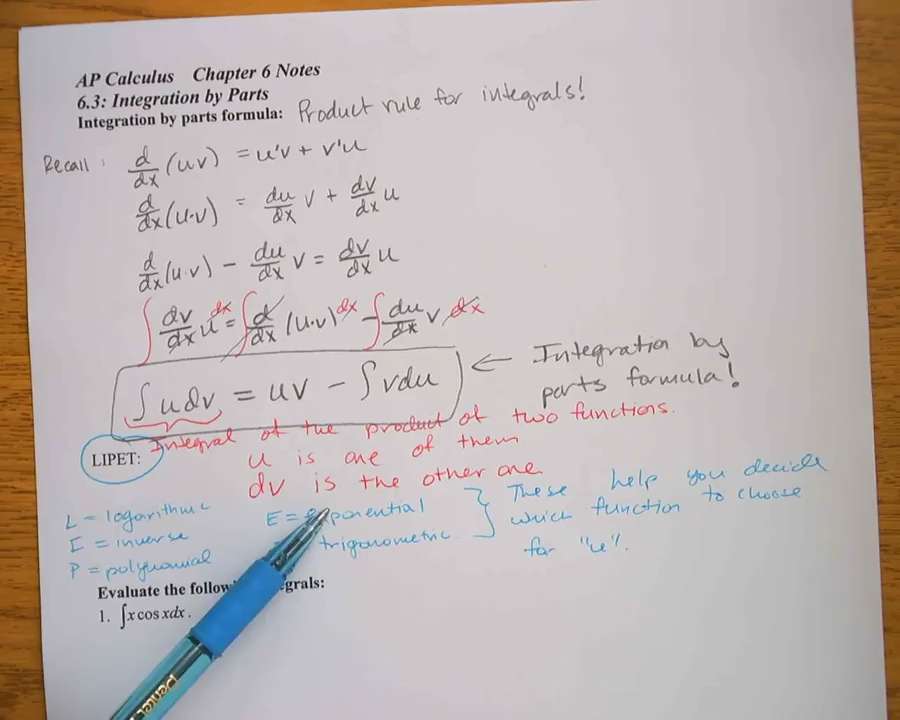 AP Calculus Chapter 6 Notes
6.3: Integration by Parts
Integration by parts formula: Product rule for integrals!
Recall: d/dx (uv) = u'v + v'u
d/dx (u·v) = du/dx v + dv/dx u
d/dx (u·v) - du/dx v = dv/dx u
∫ dv/dx u dx = ∫ d/dx (u·v) dx - ∫ du/dx v dx
∫ u dv = uv - ∫ v du ← Integration by
parts formula!
Integral of the product of two functions.
LIPET: u is one of them
dv is the other one
L = logarithmic E = exponential These help you decide
I = inverse trigonometric which function to choose
P = polynomial for "u".
Evaluate the integrals:
1. ∫x cos xdx.